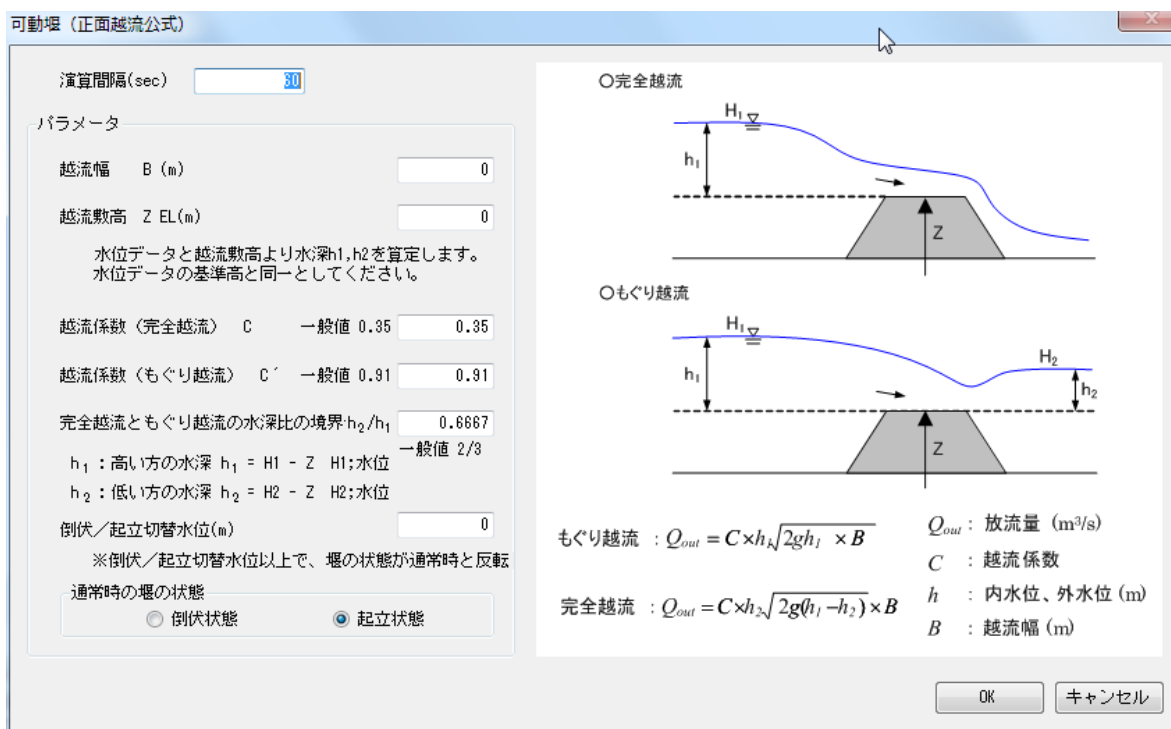 可動堰（正面越流公式）
演算間隔(sec) 60
パラメータ
越流幅 B (m) 0
越流敷高 Z EL(m) 0
水位データと越流敷高より水深h1,h2を算定します。
水位データの基準高と同一としてください。
越流係数（完全越流） C 一般値 0.35 0.35
越流係数（もぐり越流） C´ 一般値 0.91 0.91
完全越流ともぐり越流の水深比の境界 h₂/h₁ 0.6667
一般値 2/3
h₁：高い方の水深 h₁ = H1 - Z H1;水位
h₂：低い方の水深 h₂ = H2 - Z H2;水位
倒伏／起立切替水位(m) 0
※倒伏／起立切替水位以上で、堰の状態が通常時と反転
通常時の堰の状態
倒伏状態 起立状態
○完全越流
H₁
h₁
Z
○もぐり越流
H₁
H₂
h₁
h₂
Z
もぐり越流 ：Qout = C×h₁√2gh₁ ×B
完全越流 ：Qout = C×h₂√2g(h₁−h₂)×B
Qout：放流量 (m³/s)
C ：越流係数
h ：内水位、外水位 (m)
B ：越流幅 (m)
OK キャンセル